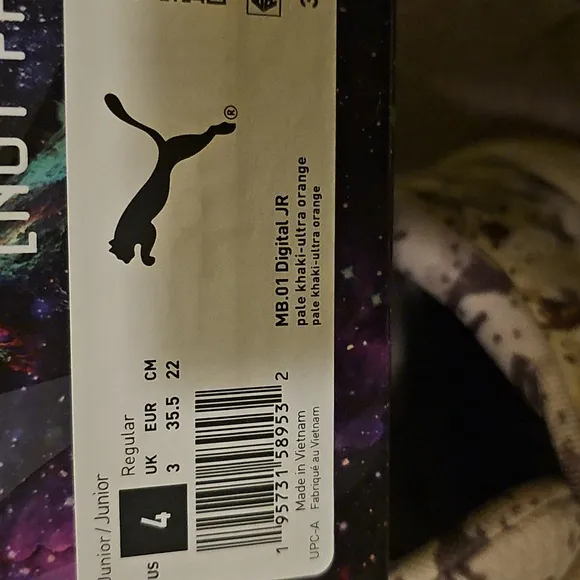 Junior/Junior
Regular
US UK EUR CM
4 3 35.5 22
1 95731 58953 2
UPC-A
Made in Vietnam
Fabriqué au Vietnam
MB.01 Digital JR
pale khaki-ultra orange
pale khaki-ultra orange
®